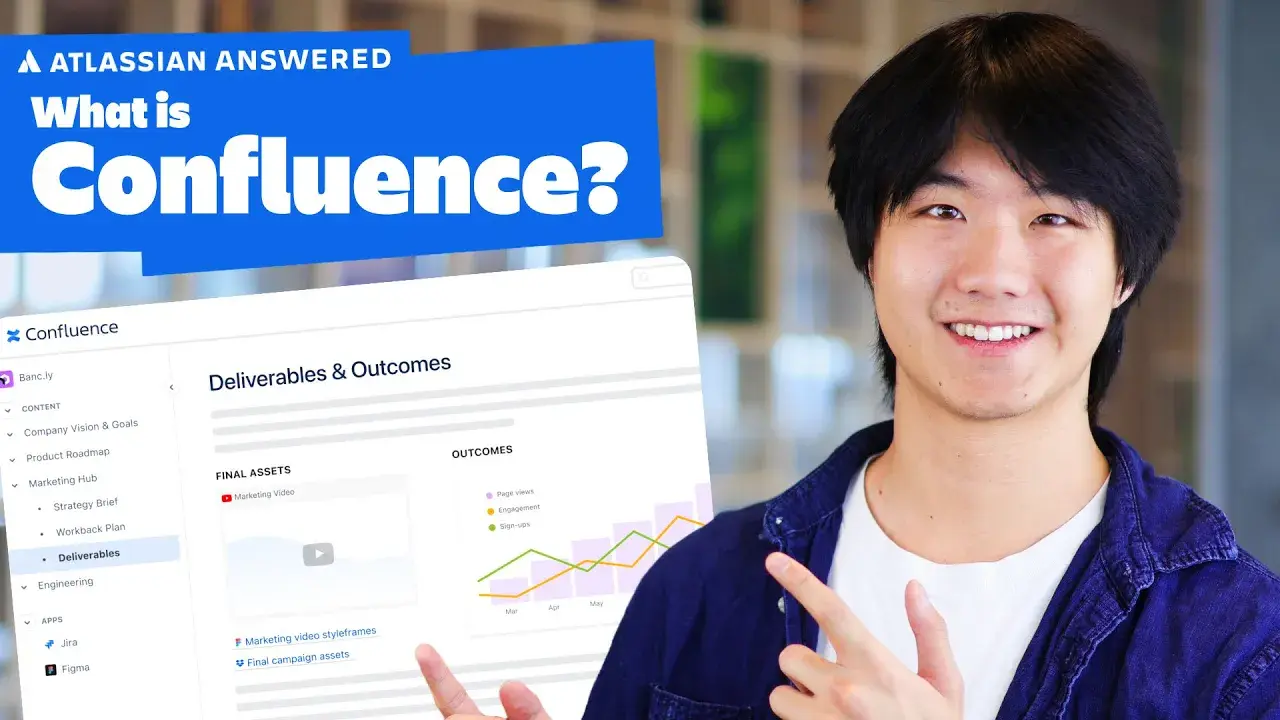 ATLASSIAN ANSWERED
What is
Confluence?
Confluence
Banc.ly
CONTENT
Company Vision & Goals
Product Roadmap
Marketing Hub
Strategy Brief
Workback Plan
Deliverables
Engineering
APPS
Jira
Figma
Deliverables & Outcomes
FINAL ASSETS
Marketing Video
Marketing video styleframes
Final campaign assets
OUTCOMES
Page views
Engagement
Sign-ups
Mar
Apr
May